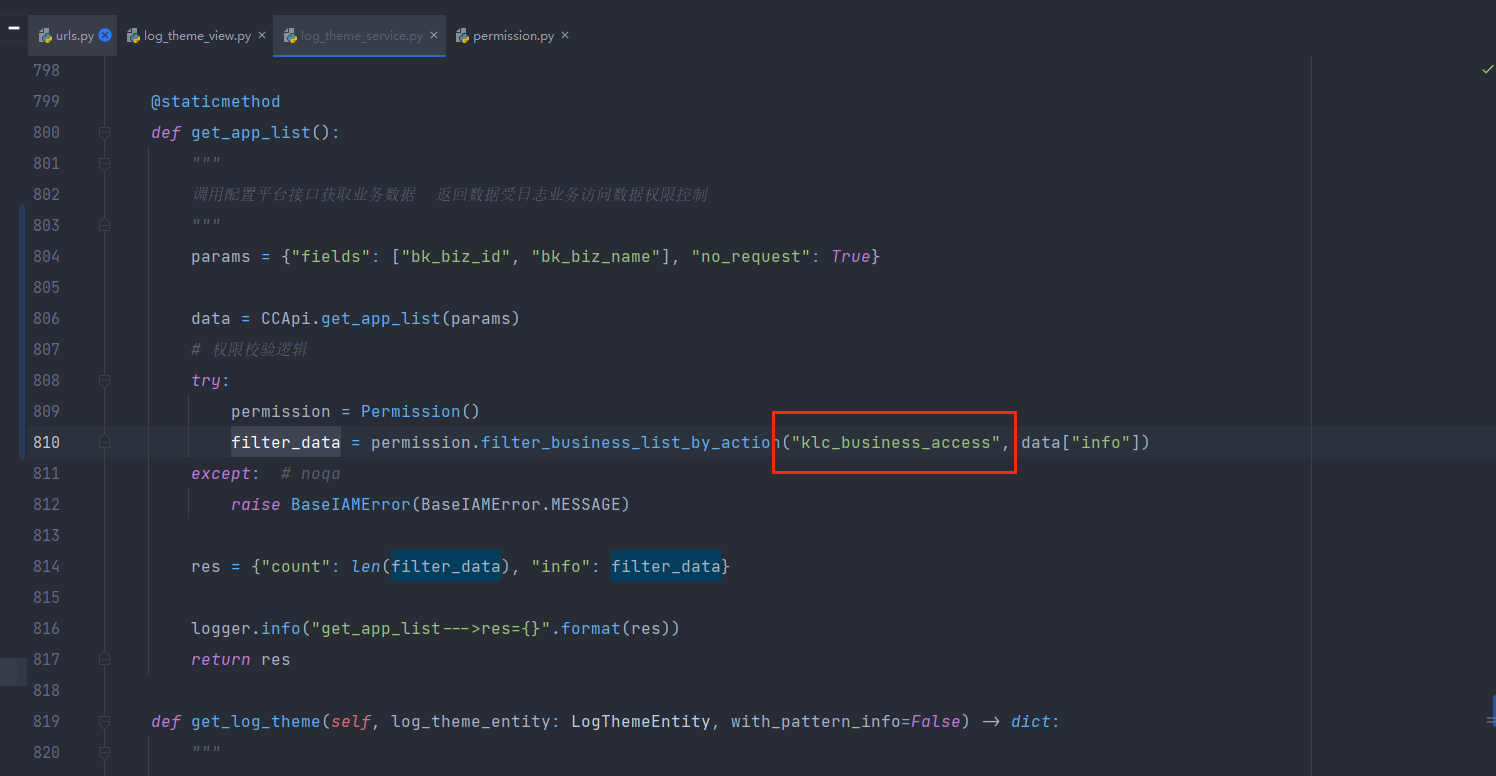 urls.py log_theme_view.py log_theme_service.py permission.py
798
799 @staticmethod
800 def get_app_list():
801 """
802 调用配置平台接口获取业务数据 返回数据受日志业务访问数据权限控制
803 """
804 params = {"fields": ["bk_biz_id", "bk_biz_name"], "no_request": True}
805
806 data = CCApi.get_app_list(params)
807 # 权限校验逻辑
808 try:
809 permission = Permission()
810 filter_data = permission.filter_business_list_by_action("klc_business_access", data["info"])
811 except: # noqa
812 raise BaseIAMError(BaseIAMError.MESSAGE)
813
814 res = {"count": len(filter_data), "info": filter_data}
815
816 logger.info("get_app_list--->res={}".format(res))
817 return res
818
819 def get_log_theme(self, log_theme_entity: LogThemeEntity, with_pattern_info=False) -> dict:
820 """